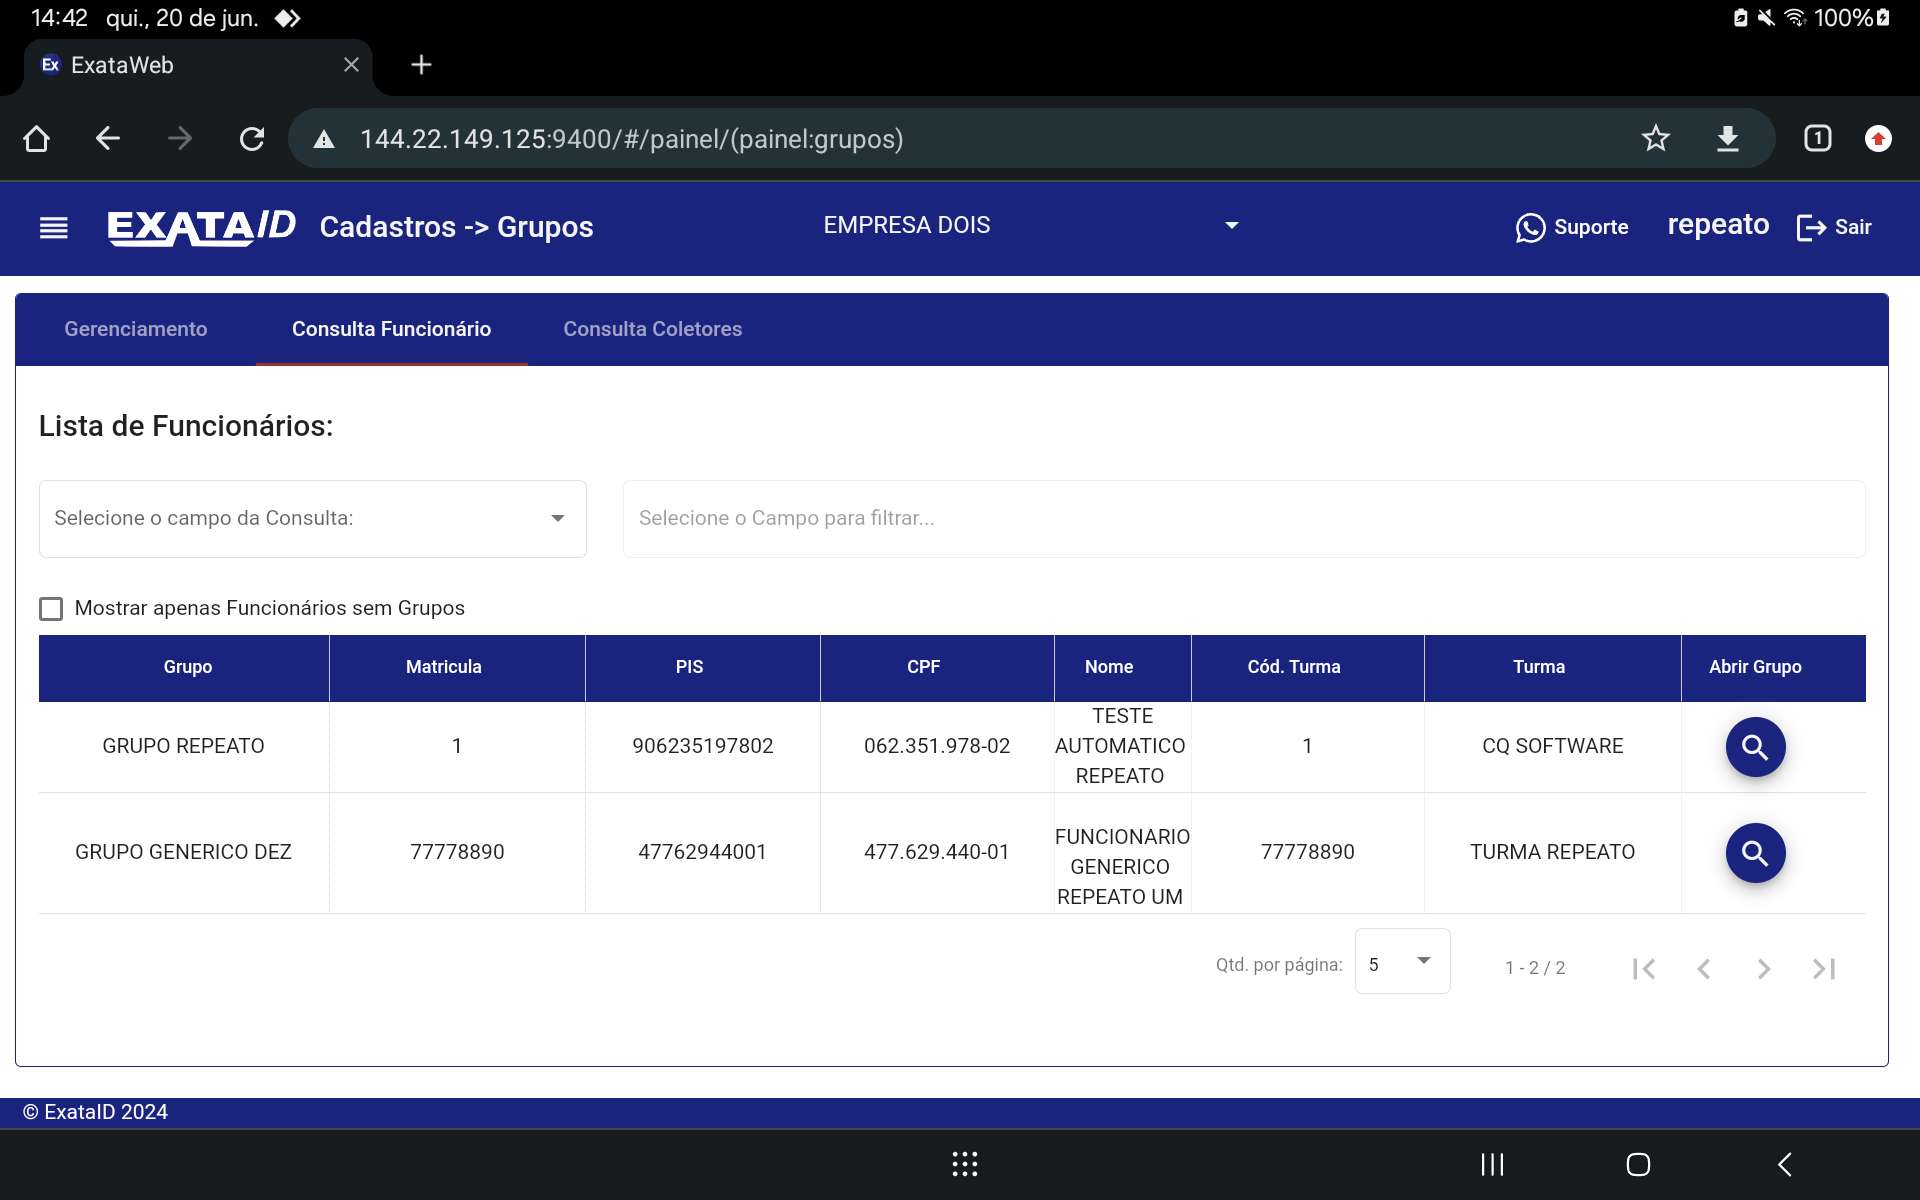 14:42 qui., 20 de jun. 100%
Ex ExataWeb
144.22.149.125:9400/#/painel/(painel:grupos) 1
EXATAID Cadastros -> Grupos EMPRESA DOIS Suporte repeato Sair
Gerenciamento Consulta Funcionário Consulta Coletores
Lista de Funcionários:
Selecione o campo da Consulta: Selecione o Campo para filtrar...
Mostrar apenas Funcionários sem Grupos
Grupo Matricula PIS CPF Nome Cód. Turma Turma Abrir Grupo
GRUPO REPEATO 1 906235197802 062.351.978-02 TESTE AUTOMATICO REPEATO 1 CQ SOFTWARE
GRUPO GENERICO DEZ 77778890 47762944001 477.629.440-01 FUNCIONARIO GENERICO REPEATO UM 77778890 TURMA REPEATO
Qtd. por página: 5 1 - 2 / 2
© ExataID 2024